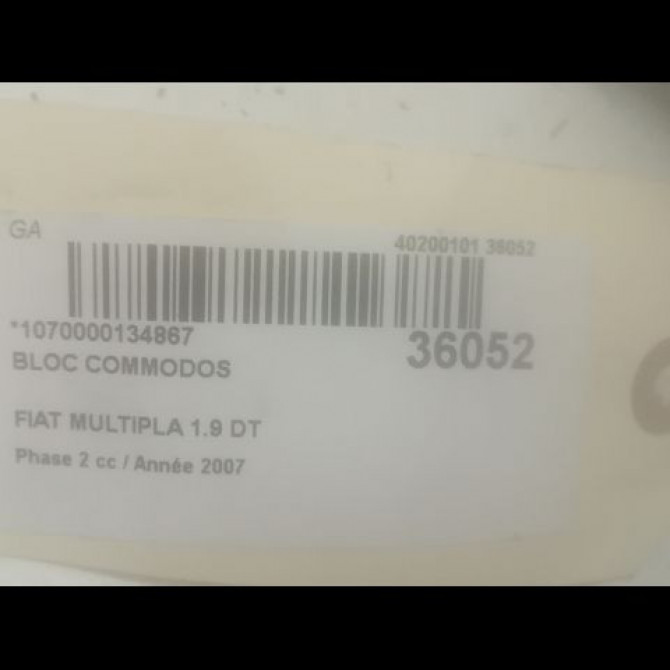 GA
40200101 36052
*1070000134867
36052
BLOC COMMODOS
FIAT MULTIPLA 1.9 DT
Phase 2 cc / Année 2007